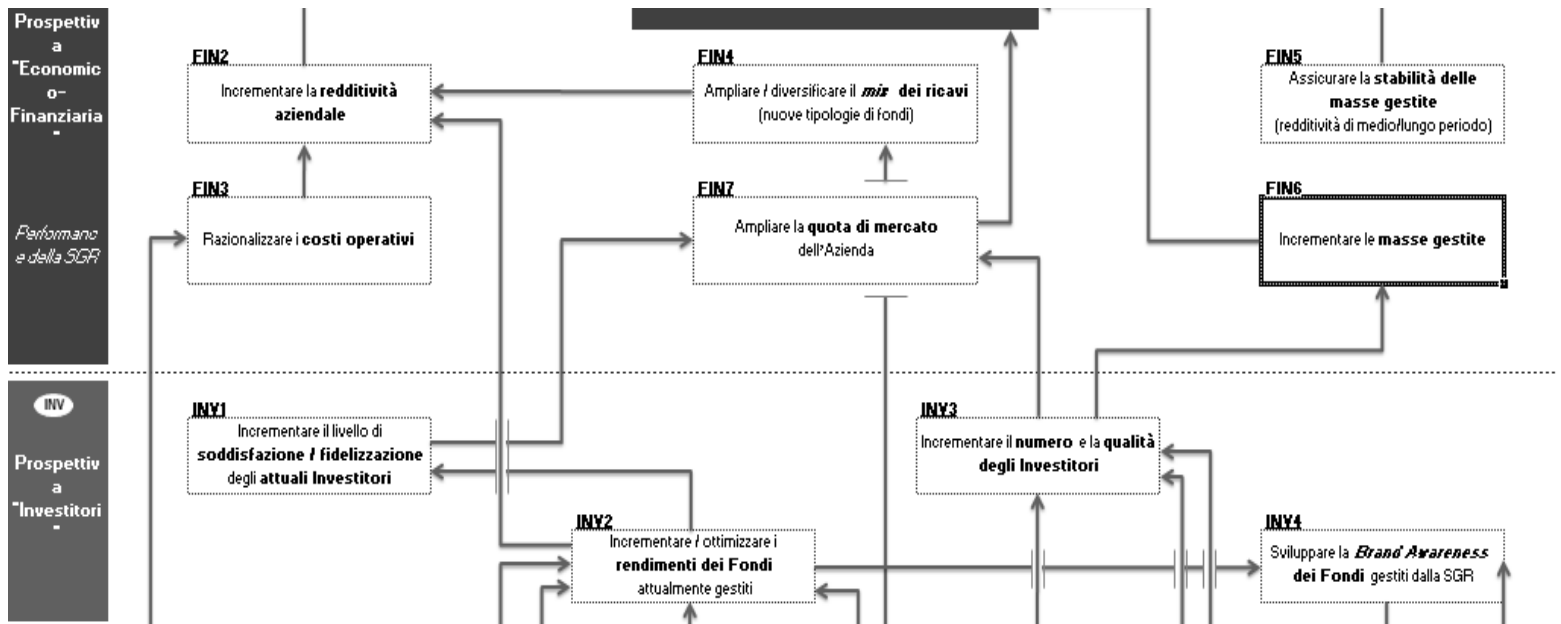 Prospettiv
a
"Economic
o-
Finanziaria
"
Performanc
e della SGR
FIN2
Incrementare la redditività
aziendale
FIN4
Ampliare / diversificare il mix dei ricavi
(nuove tipologie di fondi)
FIN5
Assicurare la stabilità delle
masse gestite
(redditività di medio/lungo periodo)
FIN3
Razionalizzare i costi operativi
FIN7
Ampliare la quota di mercato
dell'Azienda
FIN6
Incrementare le masse gestite
INV
Prospettiv
a
"Investitori
"
INV1
Incrementare il livello di
soddisfazione / fidelizzazione
degli attuali Investitori
INV3
Incrementare il numero e la qualità
degli Investitori
INV2
Incrementare / ottimizzare i
rendimenti dei Fondi
attualmente gestiti
INV4
Sviluppare la Brand Awareness
dei Fondi gestiti dalla SGR